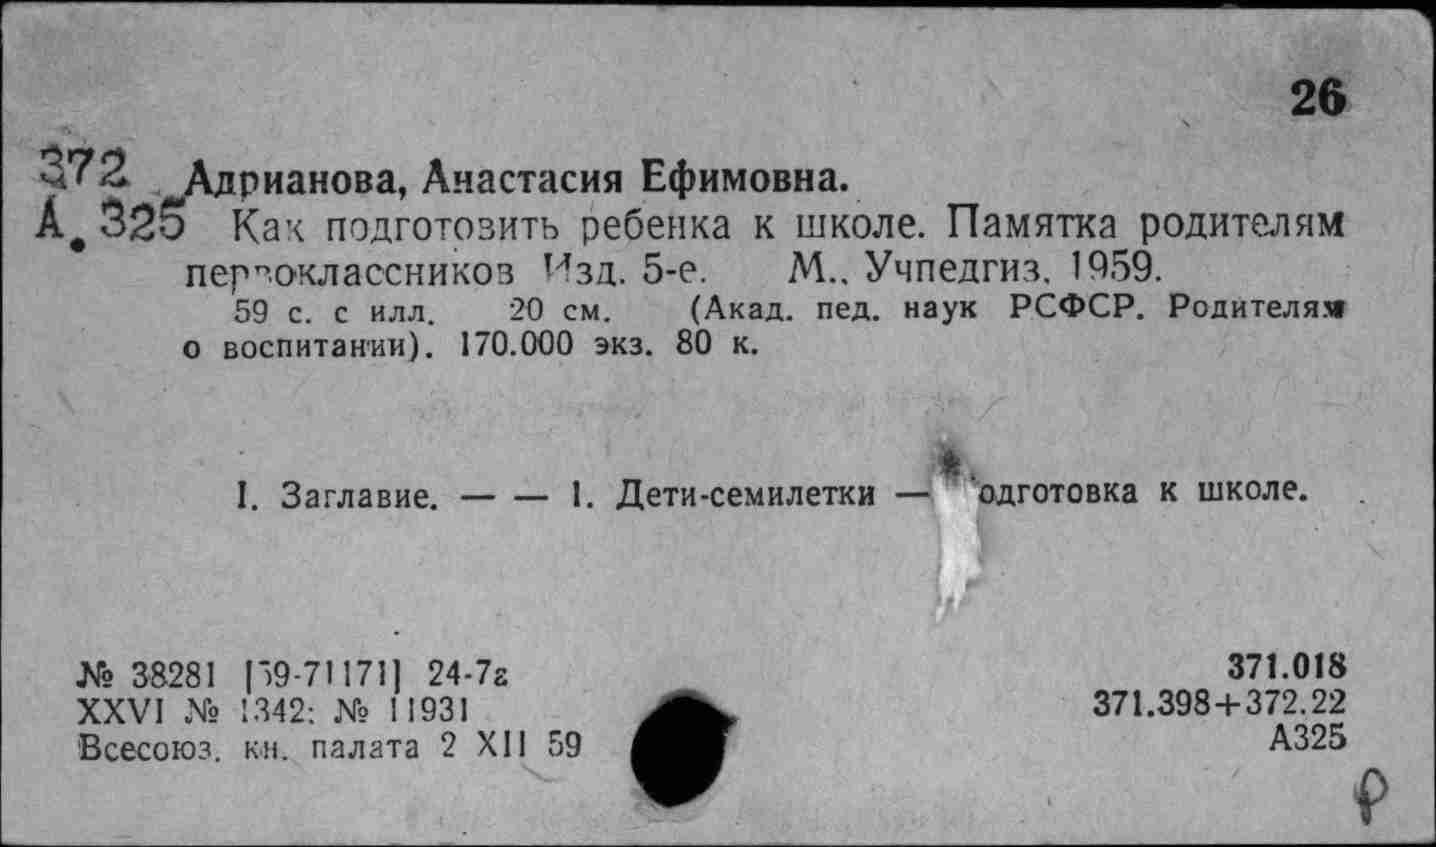 26
372 Адрианова, Анастасия Ефимовна.
А. 325 Как подготовить ребенка к школе. Памятка родителям
первоклассников Изд. 5-е. М., Учпедгиз, 1959.
59 с. с илл. 20 см. (Акад. пед. наук РСФСР. Родителям
о воспитании). 170.000 экз. 80 к.
I. Заглавие. — — 1. Дети-семилетки — одготовка к школе.
№ 38281 [59-71171] 24-7г
XXVI № 1342; № 11931
Всесоюз. кн. палата 2 XII 59
371.018
371.398+372.22
А325
р